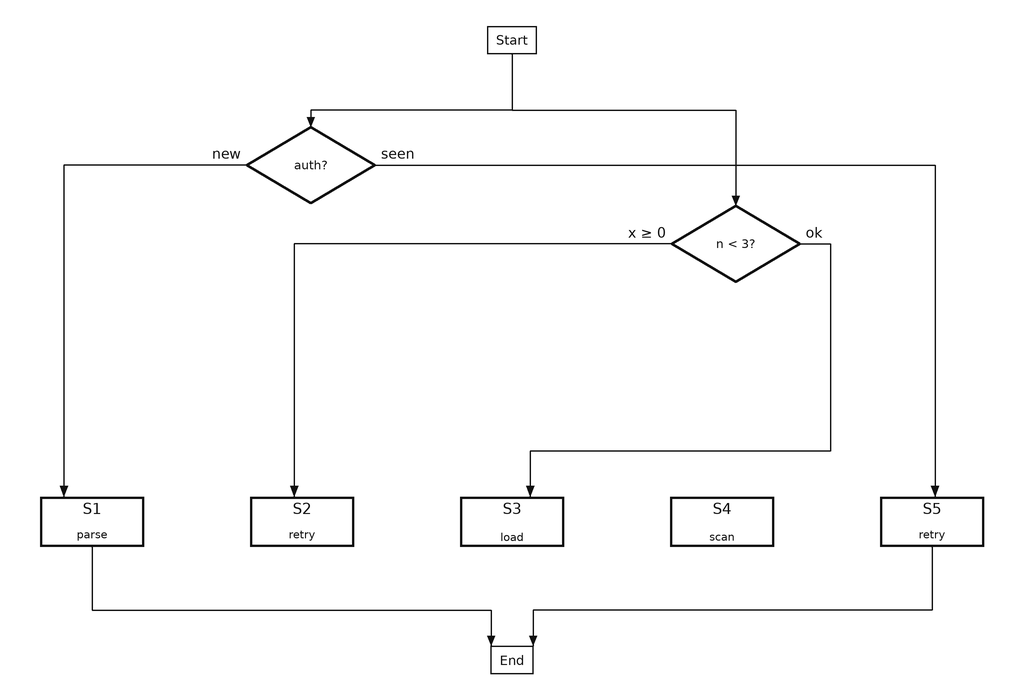 Start
new
auth?
seen
x ≥ 0
n < 3?
ok
S1
parse
S2
retry
S3
load
S4
scan
S5
retry
End